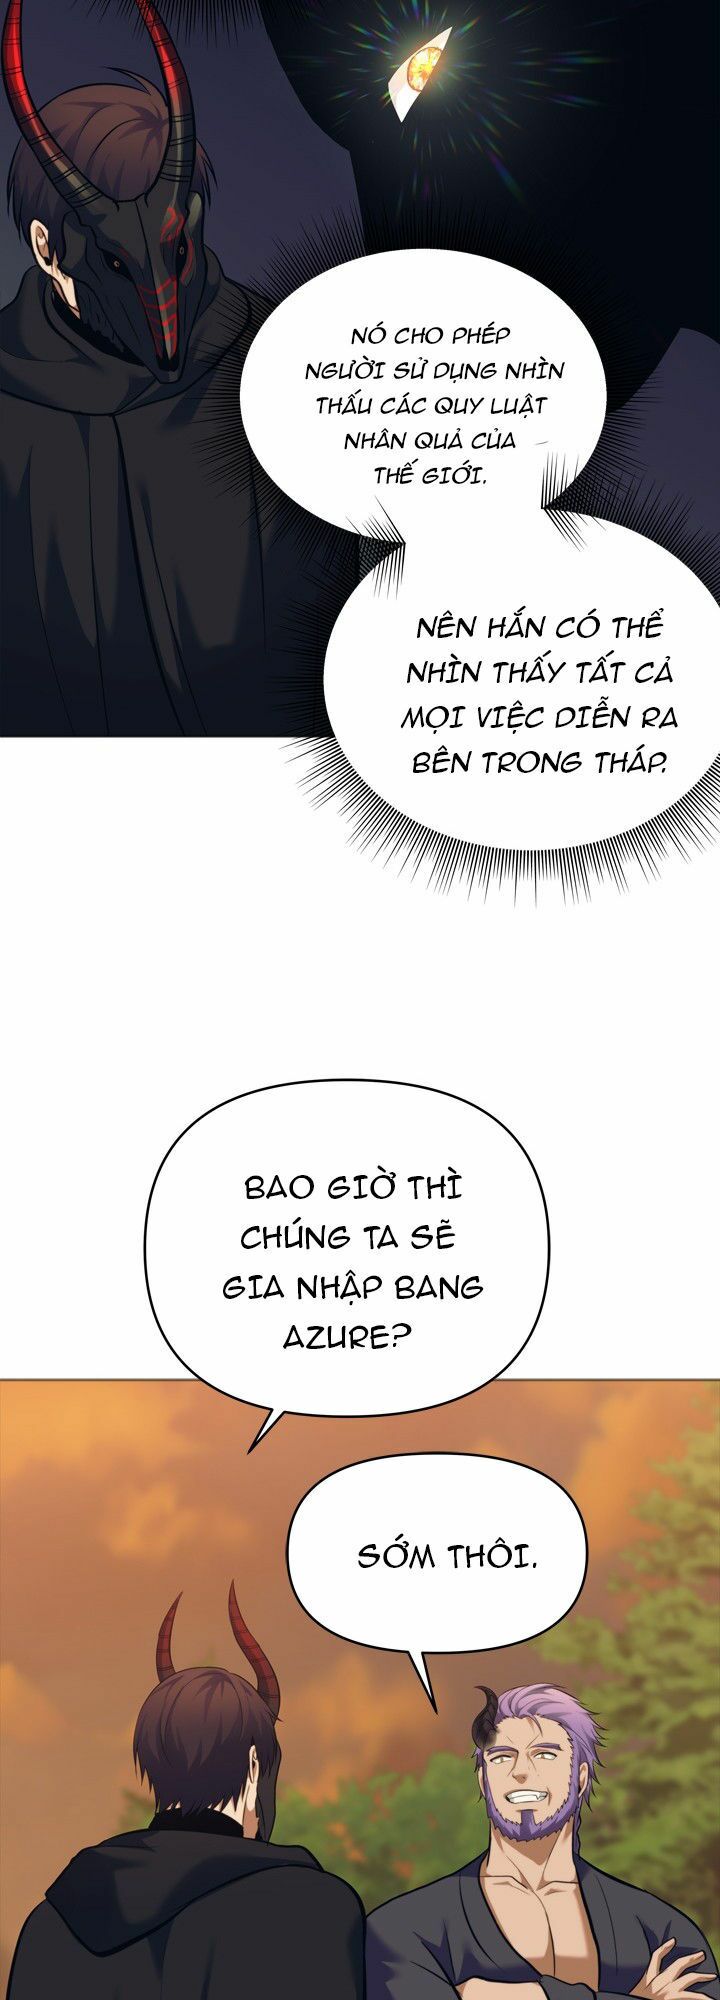 NÓ CHO PHÉP
NGƯỜI SỬ DỤNG NHÌN
THẤU CÁC QUY LUẬT
NHÂN QUẢ CỦA
THẾ GIỚI.
NÊN HẮN CÓ THỂ
NHÌN THẤY TẤT CẢ
MỌI VIỆC DIỄN RA
BÊN TRONG THÁP.
BAO GIỜ THÌ
CHÚNG TA SẼ
GIA NHẬP BANG
AZURE?
SỚM THÔI.